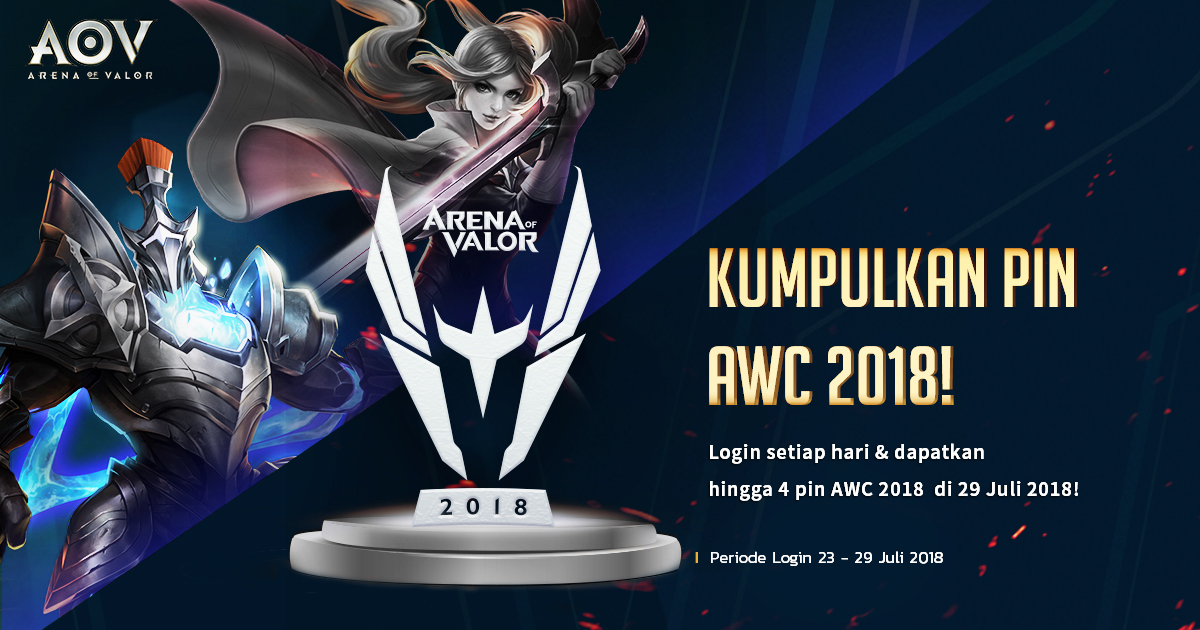 AOV
ARENA OF VALOR
ARENA OF
VALOR
2018
KUMPULKAN PIN
AWC 2018!
Login setiap hari & dapatkan
hingga 4 pin AWC 2018 di 29 Juli 2018!
Periode Login 23 - 29 Juli 2018